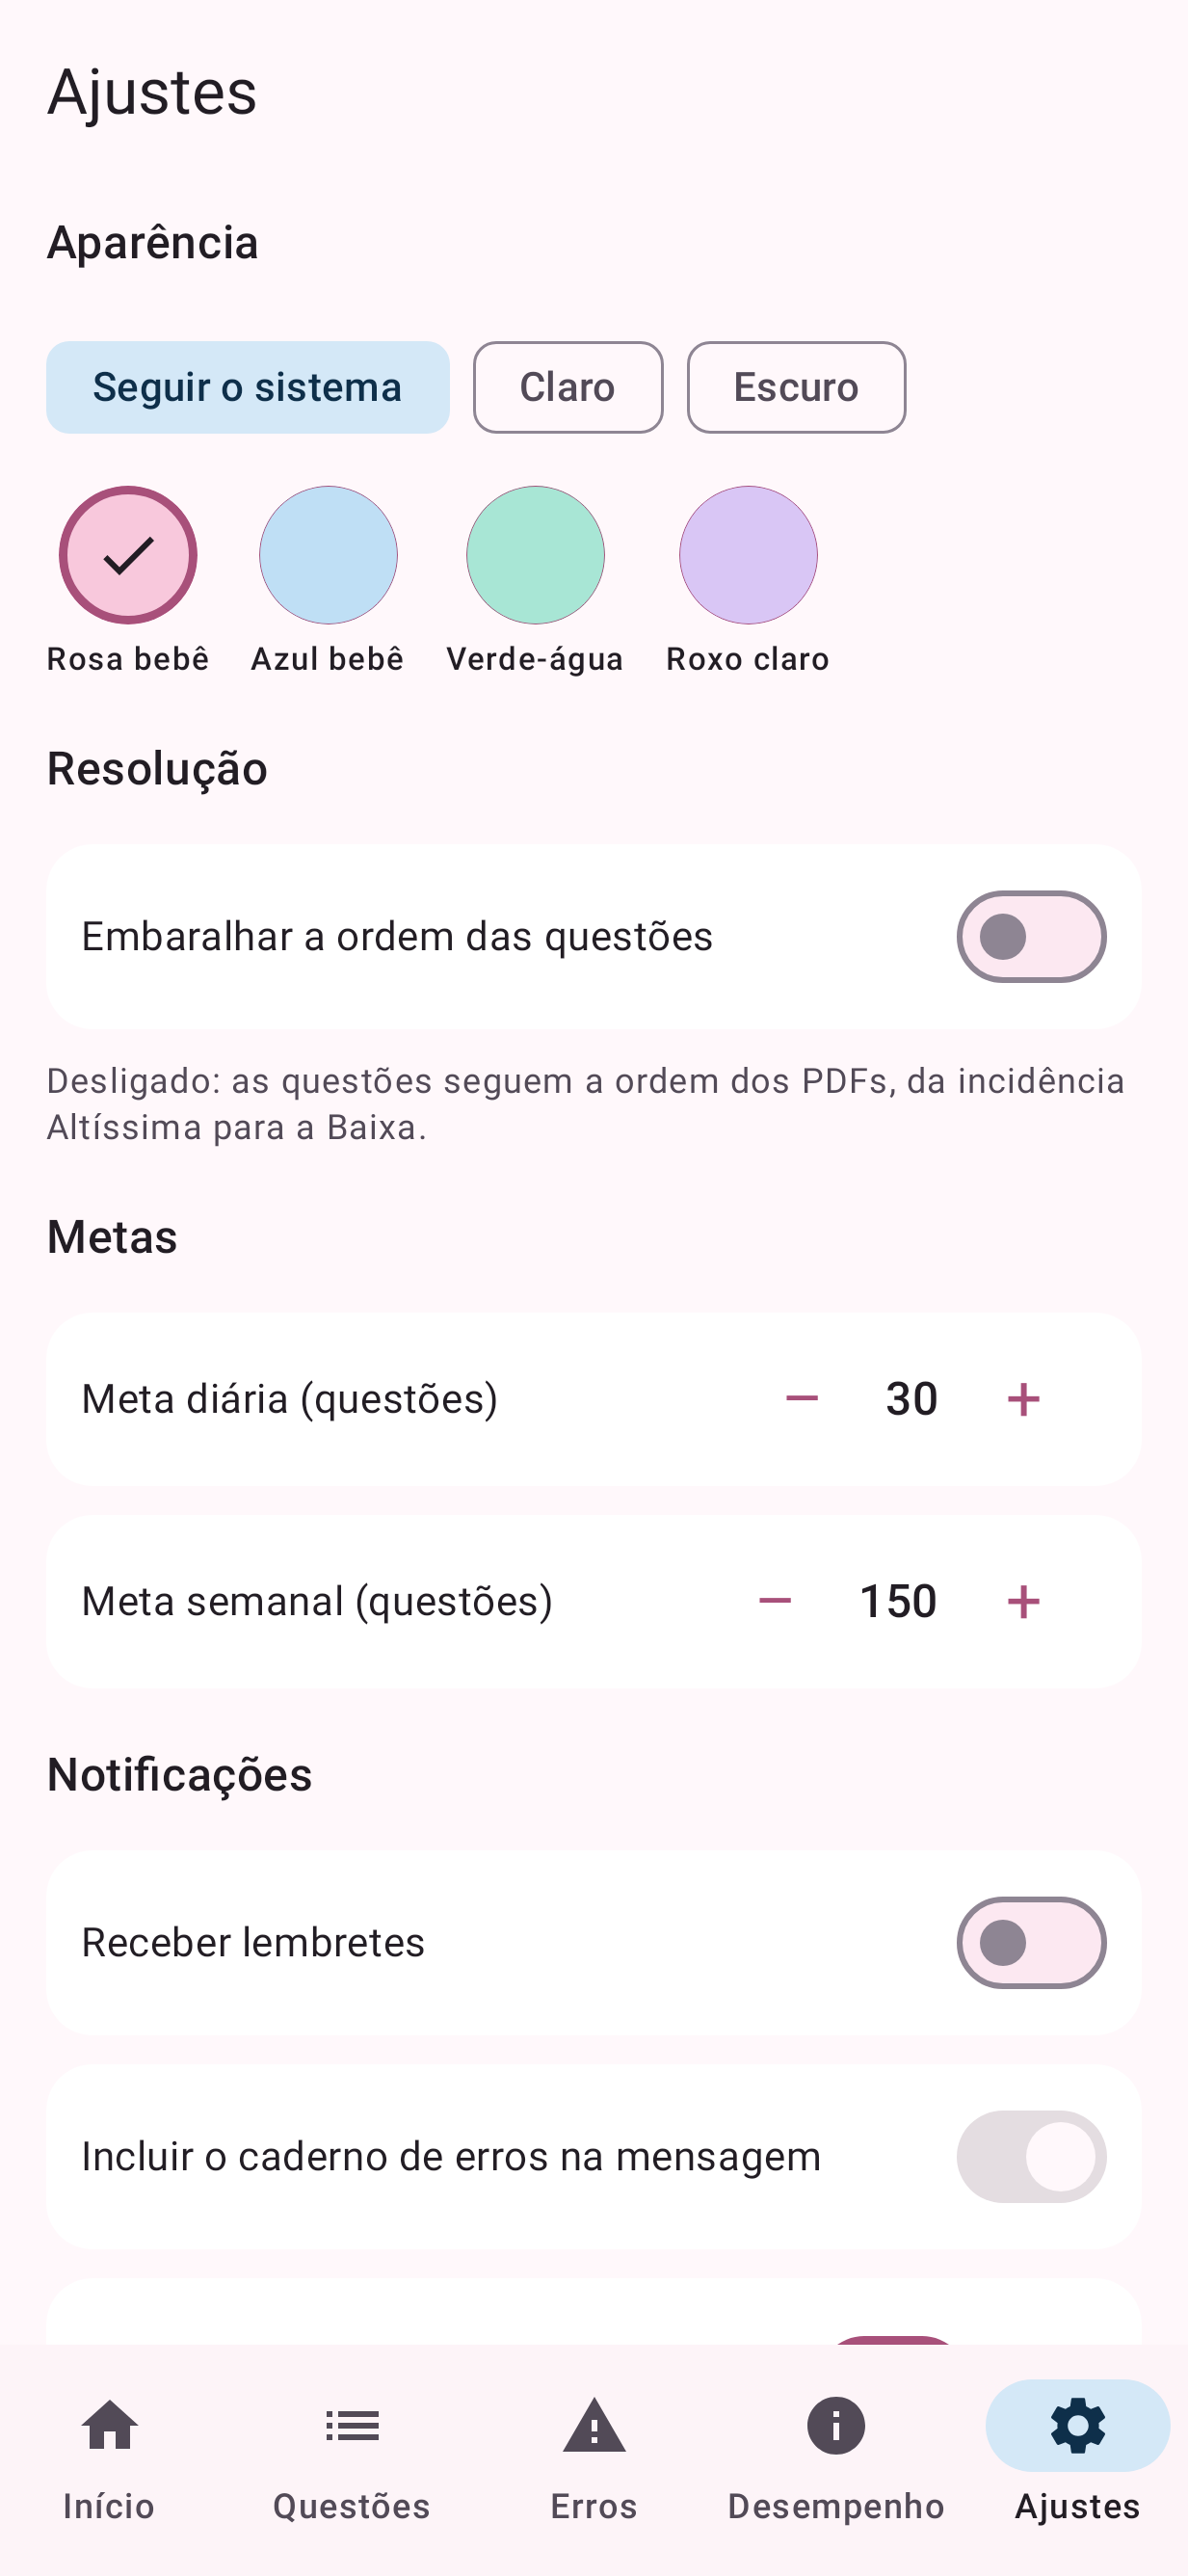 Ajustes
Aparência
Seguir o sistema
Claro
Escuro
Rosa bebê
Azul bebê
Verde-água
Roxo claro
Resolução
Embaralhar a ordem das questões
Desligado: as questões seguem a ordem dos PDFs, da incidência
Altíssima para a Baixa.
Metas
Meta diária (questões)
30
Meta semanal (questões)
150
Notificações
Receber lembretes
Incluir o caderno de erros na mensagem
Início
Questões
Erros
Desempenho
Ajustes